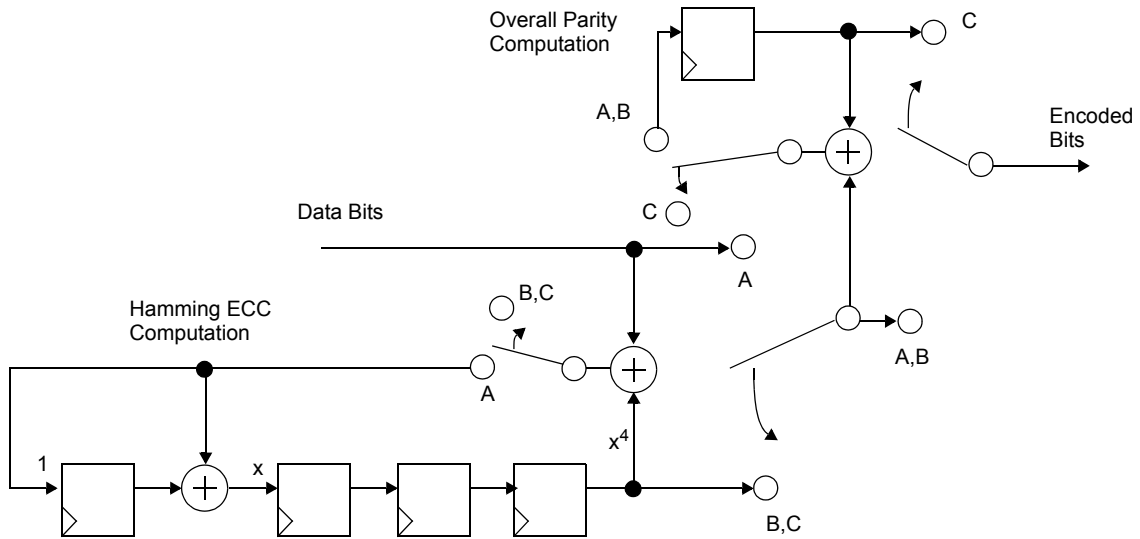 Overall Parity
Computation
C
A,B
Encoded
Bits
C
Data Bits
A
B,C
Hamming ECC
Computation
A,B
A
x⁴
1
x
B,C